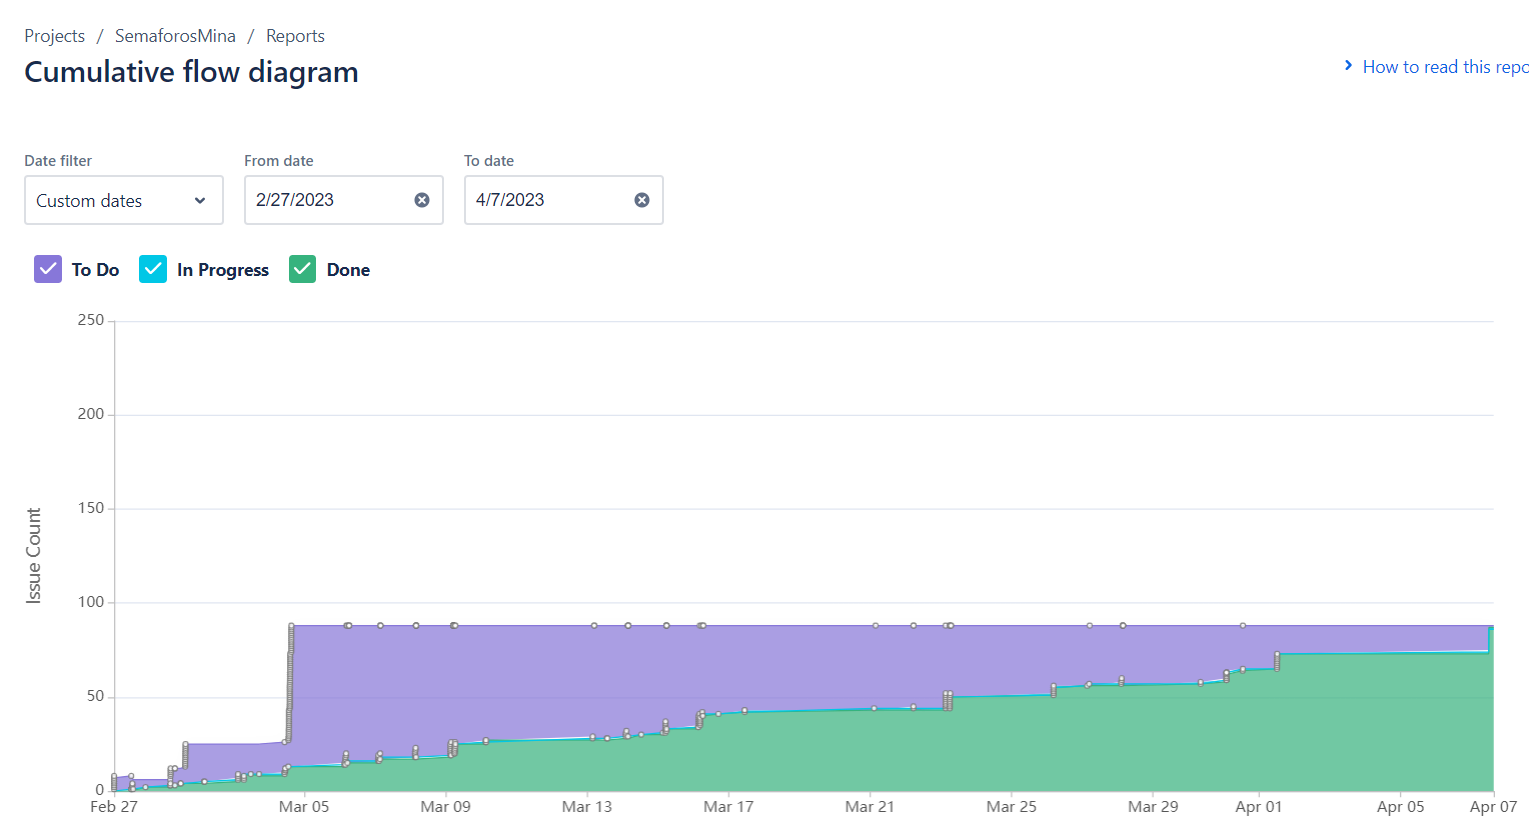 Projects / SemaforosMina / Reports
Cumulative flow diagram
How to read this repo
Date filter
From date
To date
Custom dates
2/27/2023
4/7/2023
To Do
In Progress
Done
250
200
150
100
50
0
Issue Count
Feb 27
Mar 05
Mar 09
Mar 13
Mar 17
Mar 21
Mar 25
Mar 29
Apr 01
Apr 05
Apr 07